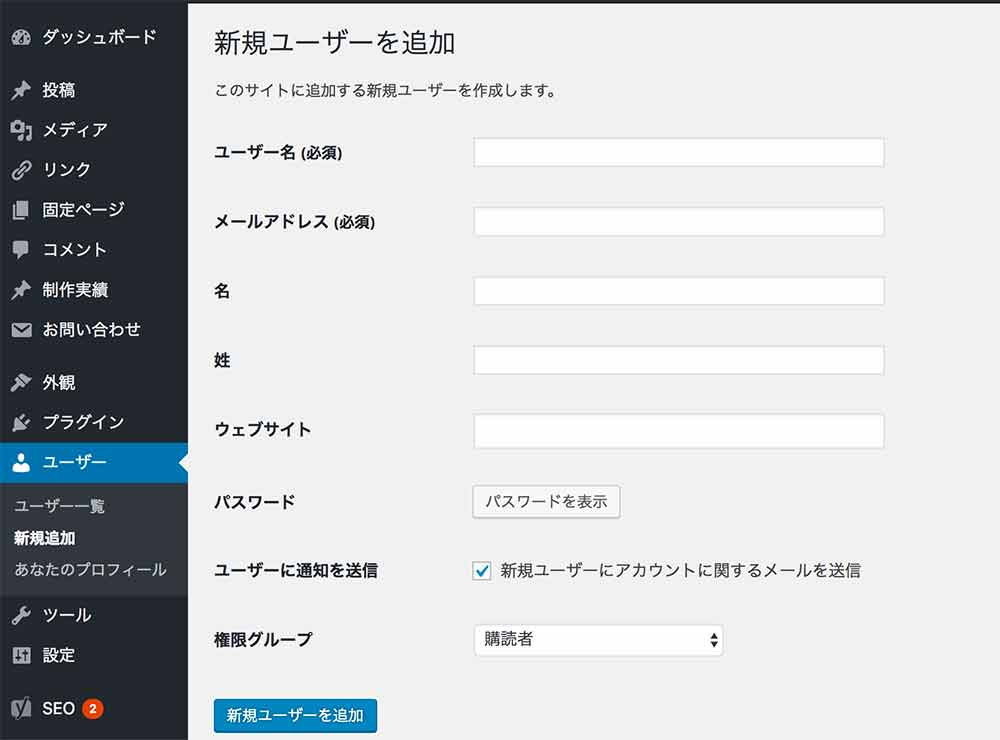 ダッシュボード
投稿
メディア
リンク
固定ページ
コメント
制作実績
お問い合わせ
外観
プラグイン
ユーザー
ユーザー一覧
新規追加
あなたのプロフィール
ツール
設定
SEO 2
新規ユーザーを追加
このサイトに追加する新規ユーザーを作成します。
ユーザー名 (必須)
メールアドレス (必須)
名
姓
ウェブサイト
パスワード パスワードを表示
ユーザーに通知を送信 新規ユーザーにアカウントに関するメールを送信
権限グループ 購読者
新規ユーザーを追加